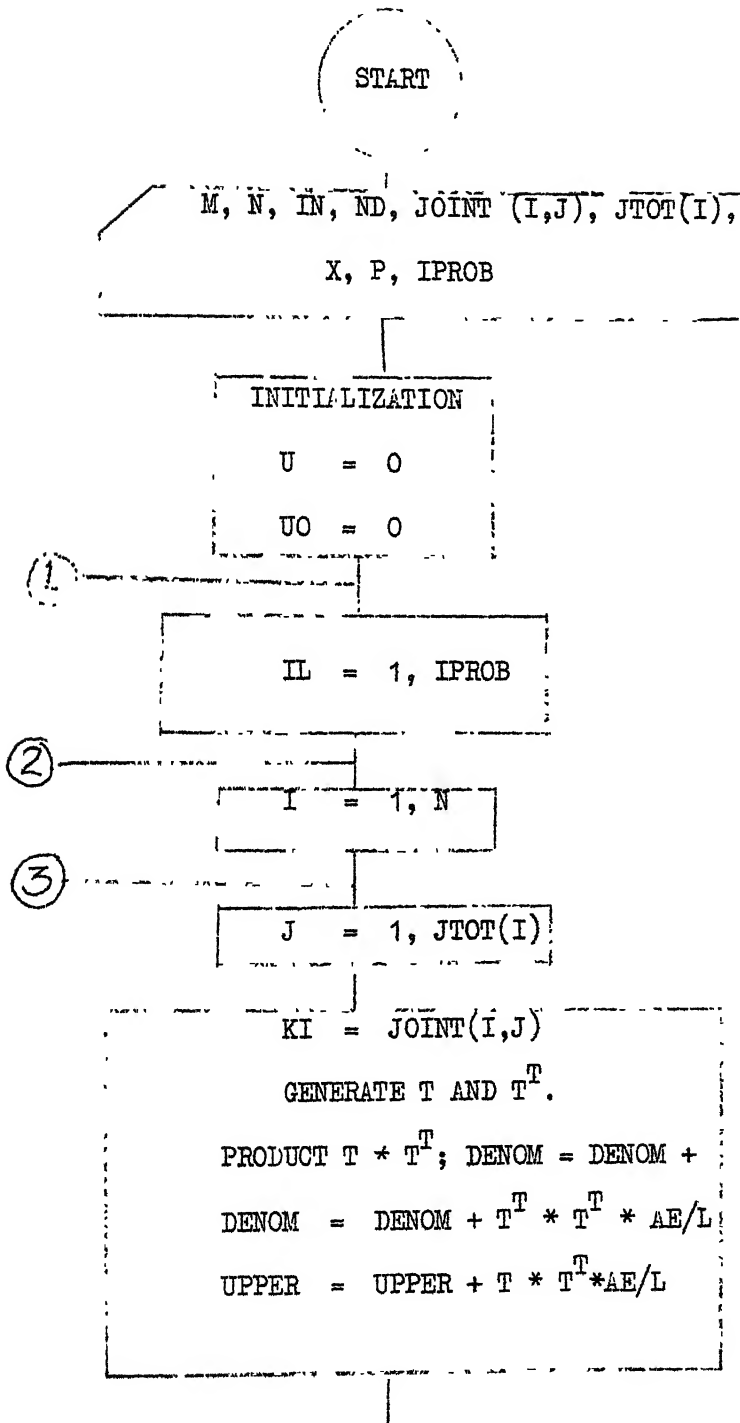 START
M, N, IN, ND, JOINT (I,J), JTOT(I),
X, P, IPROB
INITIALIZATION
U = 0
UO = 0
1
IL = 1, IPROB
2
I = 1, N
3
J = 1, JTOT(I)
KI = JOINT(I,J)
GENERATE T AND T^T.
PRODUCT T * T^T; DENOM = DENOM +
DENOM = DENOM + T^T * T^T * AE/L
UPPER = UPPER + T * T^T*AE/L